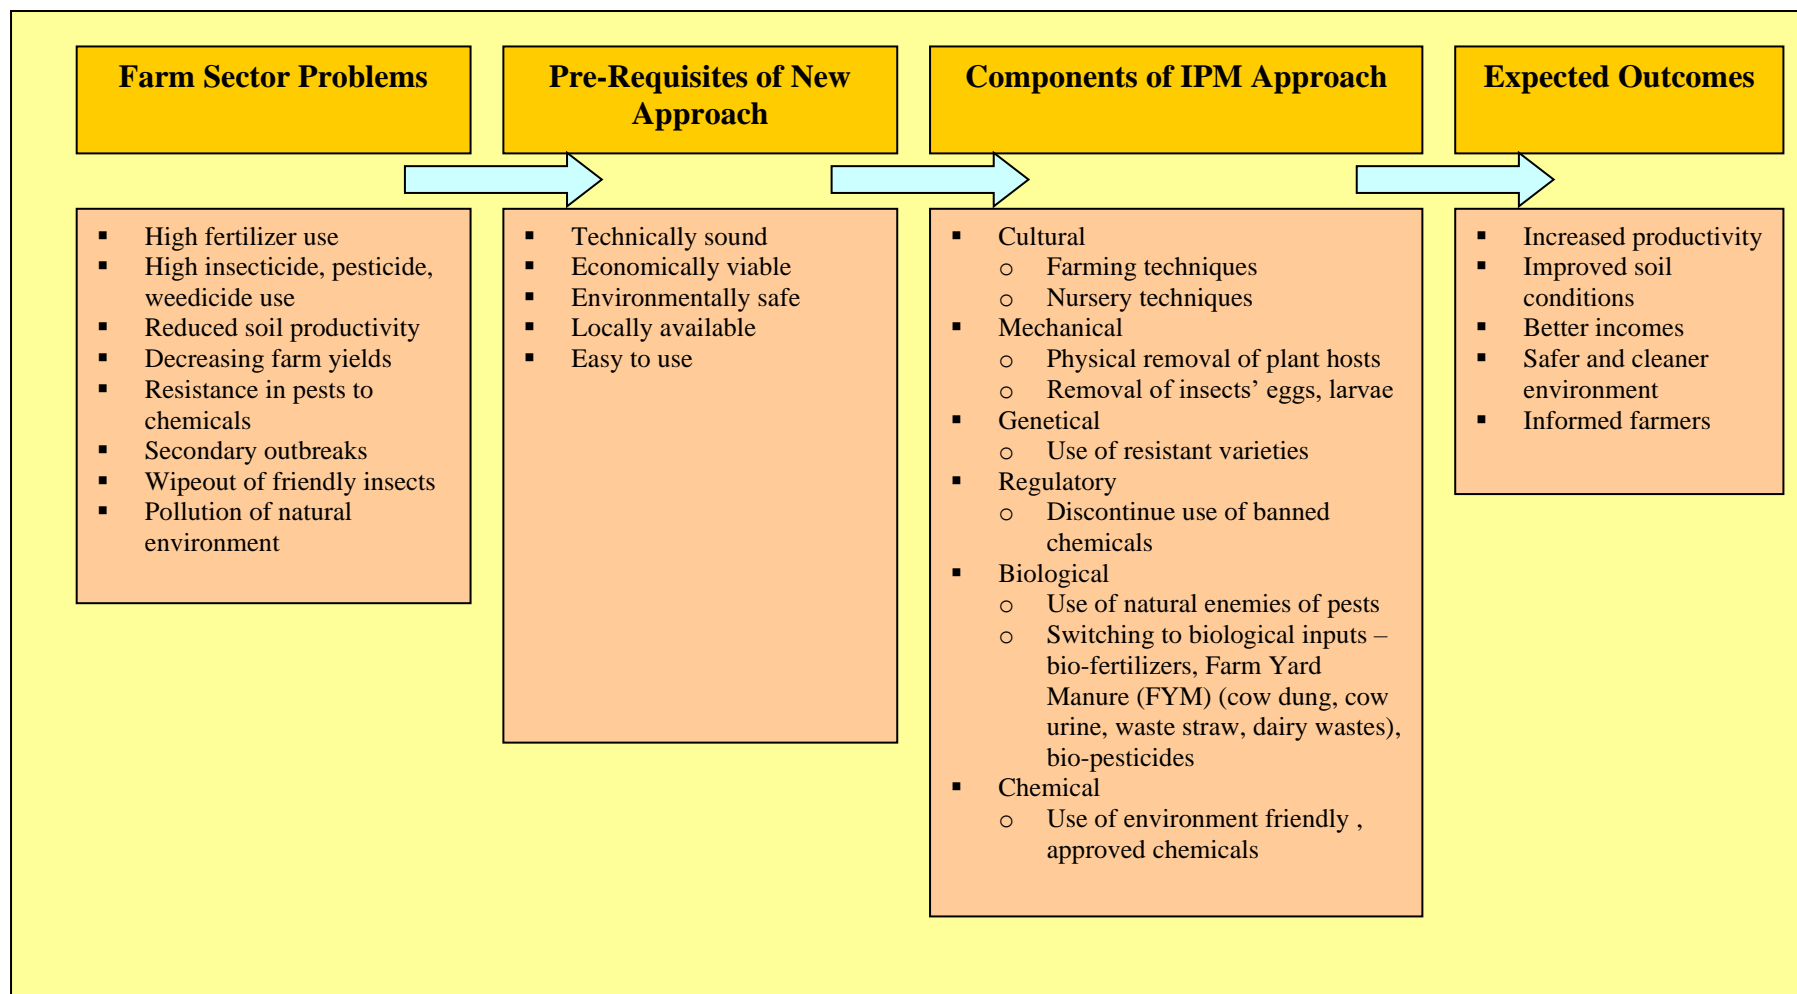 Farm Sector Problems
▪ High fertilizer use
▪ High insecticide, pesticide,
weedicide use
▪ Reduced soil productivity
▪ Decreasing farm yields
▪ Resistance in pests to
chemicals
▪ Secondary outbreaks
▪ Wipeout of friendly insects
▪ Pollution of natural
environment
Pre-Requisites of New
Approach
▪ Technically sound
▪ Economically viable
▪ Environmentally safe
▪ Locally available
▪ Easy to use
Components of IPM Approach
▪ Cultural
o Farming techniques
o Nursery techniques
▪ Mechanical
o Physical removal of plant hosts
o Removal of insects’ eggs, larvae
▪ Genetical
o Use of resistant varieties
▪ Regulatory
o Discontinue use of banned
chemicals
▪ Biological
o Use of natural enemies of pests
o Switching to biological inputs –
bio-fertilizers, Farm Yard
Manure (FYM) (cow dung, cow
urine, waste straw, dairy wastes),
bio-pesticides
▪ Chemical
o Use of environment friendly ,
approved chemicals
Expected Outcomes
▪ Increased productivity
▪ Improved soil
conditions
▪ Better incomes
▪ Safer and cleaner
environment
▪ Informed farmers